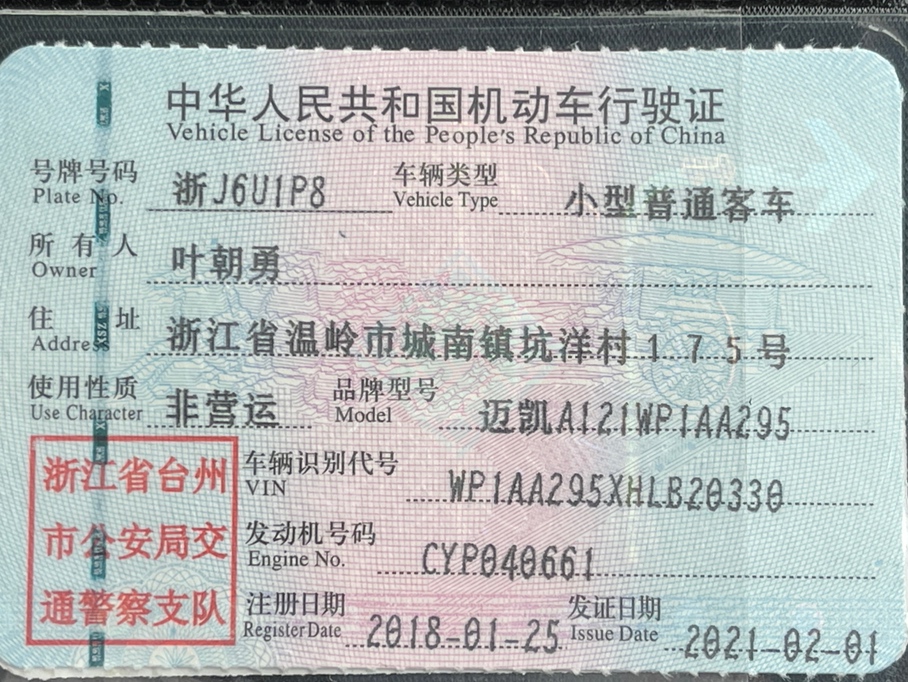 中华人民共和国机动车行驶证
Vehicle License of the People's Republic of China
号牌号码 浙J6U1P8 车辆类型 小型普通客车
Plate No. Vehicle Type
所有人 叶朝勇
Owner
住址 浙江省温岭市城南镇坑洋村175号
Address
使用性质 非营运 品牌型号 迈凯A121WP1AA295
Use Character Model
浙江省台州
市公安局交
通警察支队
车辆识别代号 WP1AA295XHLB20330
VIN
发动机号码 CYP040661
Engine No.
注册日期 2018-01-25 发证日期 2021-02-01
Register Date Issue Date